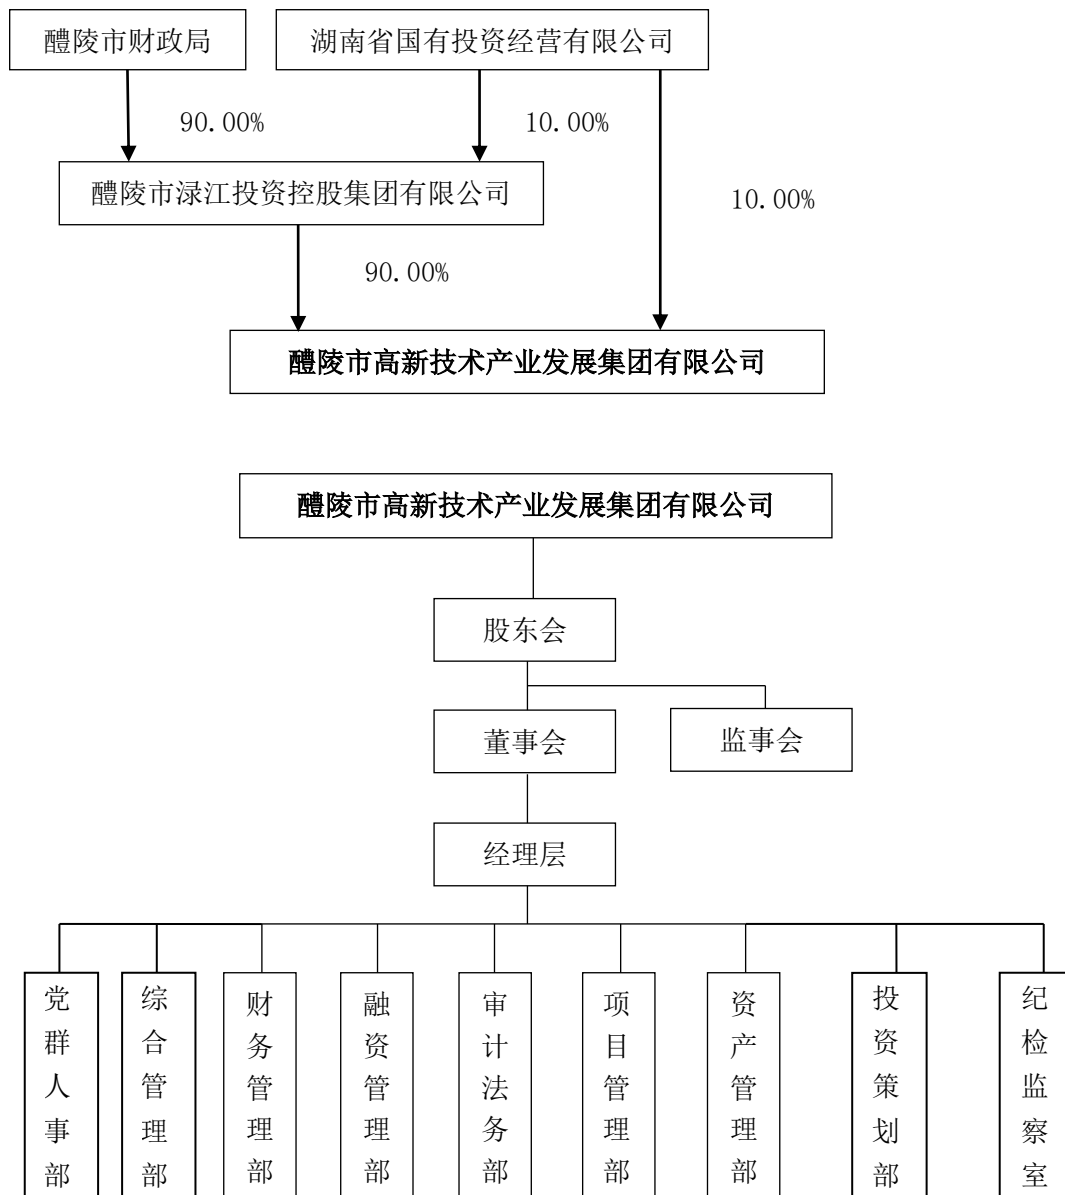 醴陵市财政局
湖南省国有投资经营有限公司
90.00%
10.00%
醴陵市渌江投资控股集团有限公司
10.00%
90.00%
醴陵市高新技术产业发展集团有限公司
醴陵市高新技术产业发展集团有限公司
股东会
董事会
监事会
经理层
党群人事部
综合管理部
财务管理部
融资管理部
审计法务部
项目管理部
资产管理部
投资策划部
纪检监察室